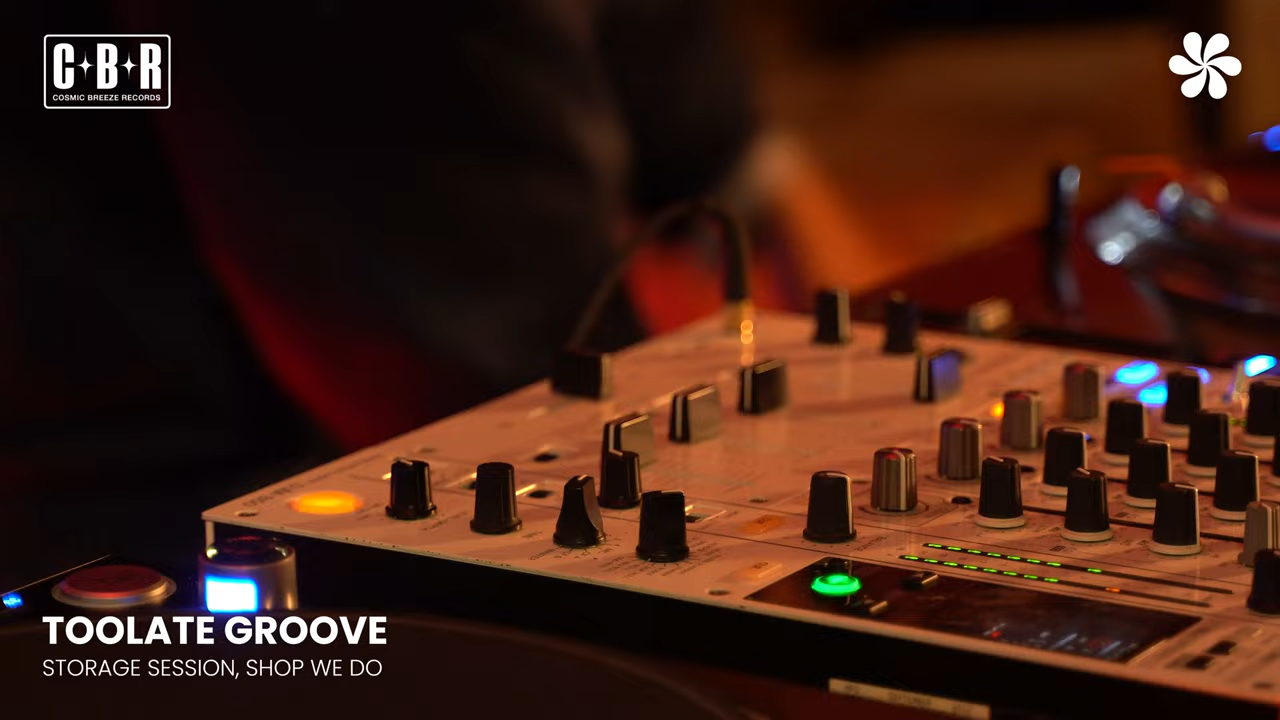 C B R
COSMIC BREEZE RECORDS
TOOLATE GROOVE
STORAGE SESSION, SHOP WE DO